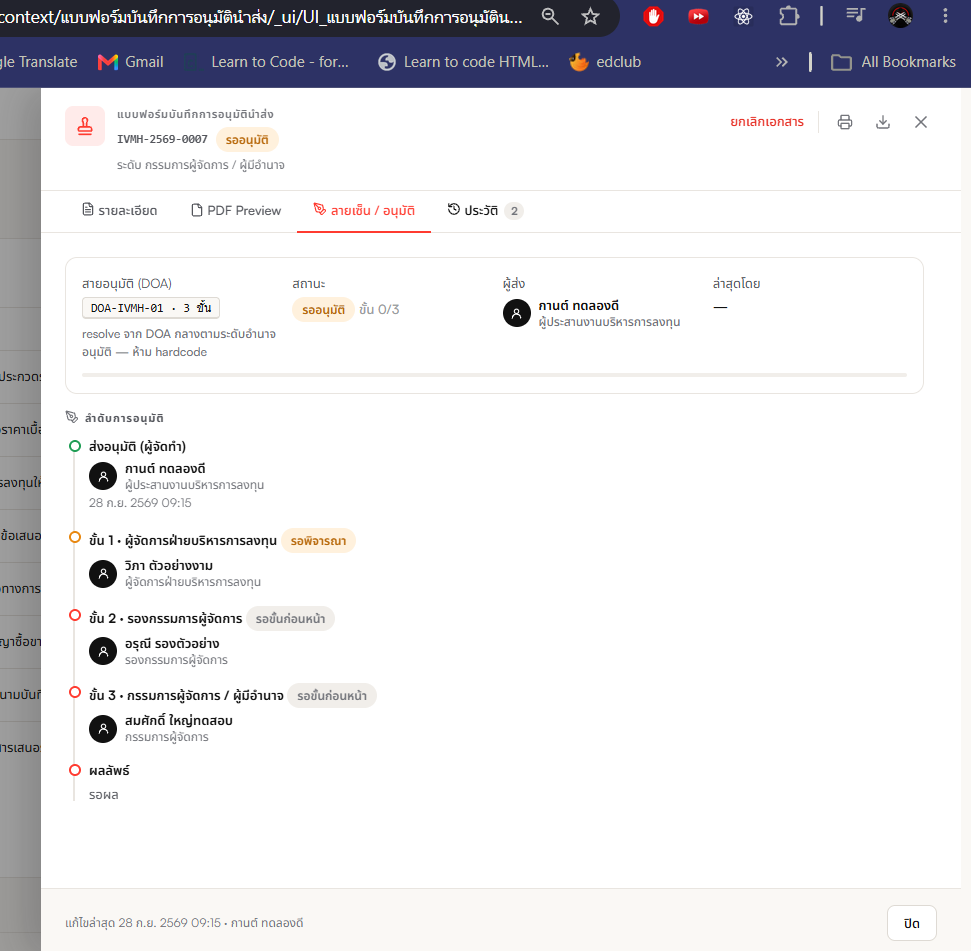 context/แบบฟอร์มบันทึกการอนุมัตินำส่ง/_ui/UI_แบบฟอร์มบันทึกการอนุมัติน...
gle Translate
Gmail
Learn to Code - for...
Learn to code HTML...
edclub
»
All Bookmarks
แบบฟอร์มบันทึกการอนุมัตินำส่ง
IVMH-2569-0007 รออนุมัติ
ระดับ กรรมการผู้จัดการ / ผู้มีอำนาจ
ยกเลิกเอกสาร
รายละเอียด
PDF Preview
ลายเซ็น / อนุมัติ
ประวัติ 2
สายอนุมัติ (DOA)
DOA-IVMH-01 · 3 ขั้น
resolve จาก DOA กลางตามระดับอำนาจ
อนุมัติ — ห้าม hardcode
สถานะ
รออนุมัติ ขั้น 0/3
ผู้ส่ง
กานต์ ทดลองดี
ผู้ประสานงานบริหารการลงทุน
ล่าสุดโดย
—
ลำดับการอนุมัติ
ส่งอนุมัติ (ผู้จัดทำ)
กานต์ ทดลองดี
ผู้ประสานงานบริหารการลงทุน
28 ก.ย. 2569 09:15
ขั้น 1 · ผู้จัดการฝ่ายบริหารการลงทุน รอพิจารณา
วิภา ตัวอย่างงาม
ผู้จัดการฝ่ายบริหารการลงทุน
ขั้น 2 · รองกรรมการผู้จัดการ รอขั้นก่อนหน้า
อรุณี รองตัวอย่าง
รองกรรมการผู้จัดการ
ขั้น 3 · กรรมการผู้จัดการ / ผู้มีอำนาจ รอขั้นก่อนหน้า
สมศักดิ์ ใหญ่ทดสอบ
กรรมการผู้จัดการ
ผลลัพธ์
รอผล
แก้ไขล่าสุด 28 ก.ย. 2569 09:15 · กานต์ ทดลองดี
ปิด